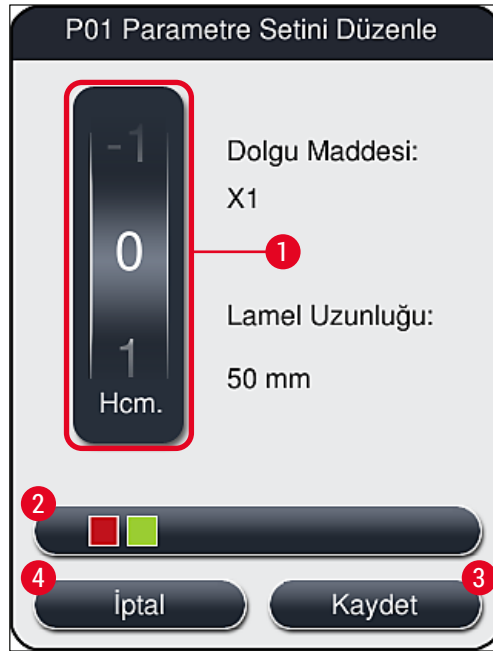 P01 Parametre Setini Düzenle
-1
0
1
Hcm.
1
Dolgu Maddesi:
X1
Lamel Uzunluğu:
50 mm
2
4
İptal
3
Kaydet